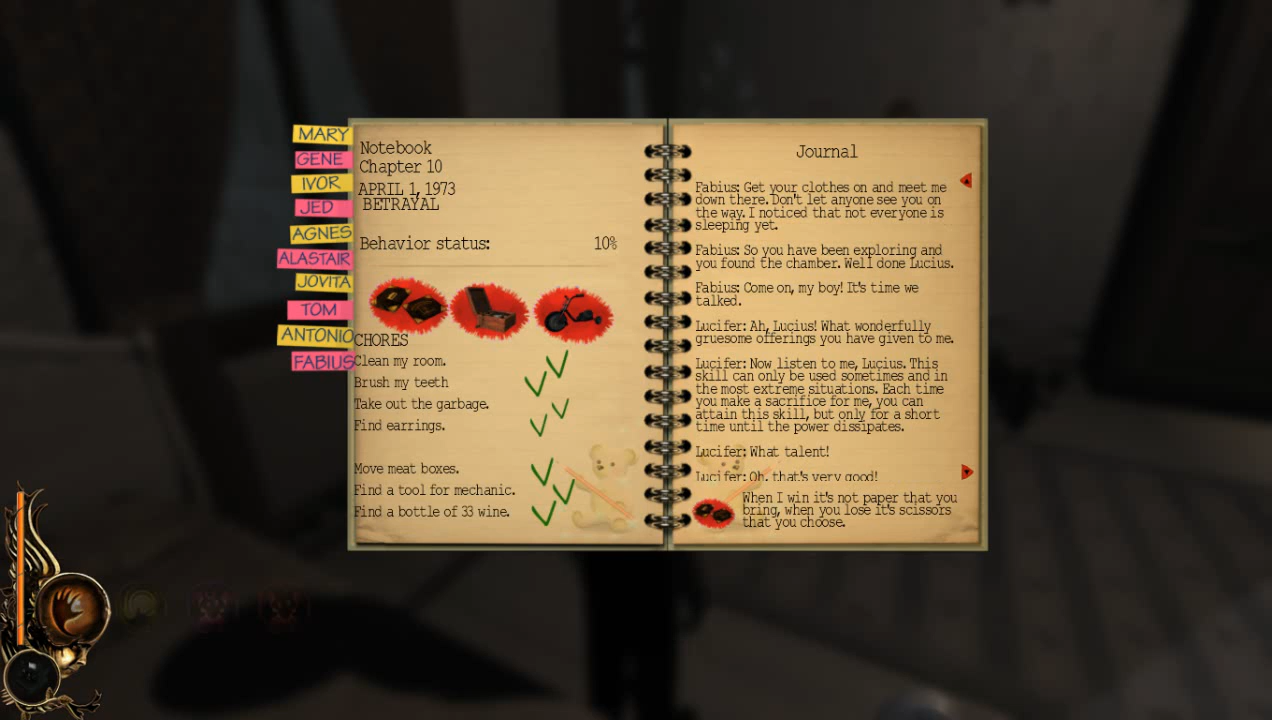 MARY
GENE
IVOR
JED
AGNES
ALASTAIR
JOVITA
TOM
ANTONIO
FABIUS
Notebook
Chapter 10
APRIL 1, 1973
BETRAYAL
Behavior status: 10%
CHORES
Clean my room.
Brush my teeth
Take out the garbage.
Find earrings.
Move meat boxes.
Find a tool for mechanic.
Find a bottle of 33 wine.
Journal
Fabius: Get your clothes on and meet me
down there. Don't let anyone see you on
the way. I noticed that not everyone is
sleeping yet.
Fabius: So you have been exploring and
you found the chamber. Well done Lucius.
Fabius: Come on, my boy! It's time we
talked.
Lucifer: Ah, Lucius! What wonderfully
gruesome offerings you have given to me.
Lucifer: Now listen to me, Lucius. This
skill can only be used sometimes and in
the most extreme situations. Each time
you make a sacrifice for me, you can
attain this skill, but only for a short
time until the power dissipates.
Lucifer: What talent!
Lucifer: Oh, that's very good!
When I win it's not paper that you
bring, when you lose it's scissors
that you choose.